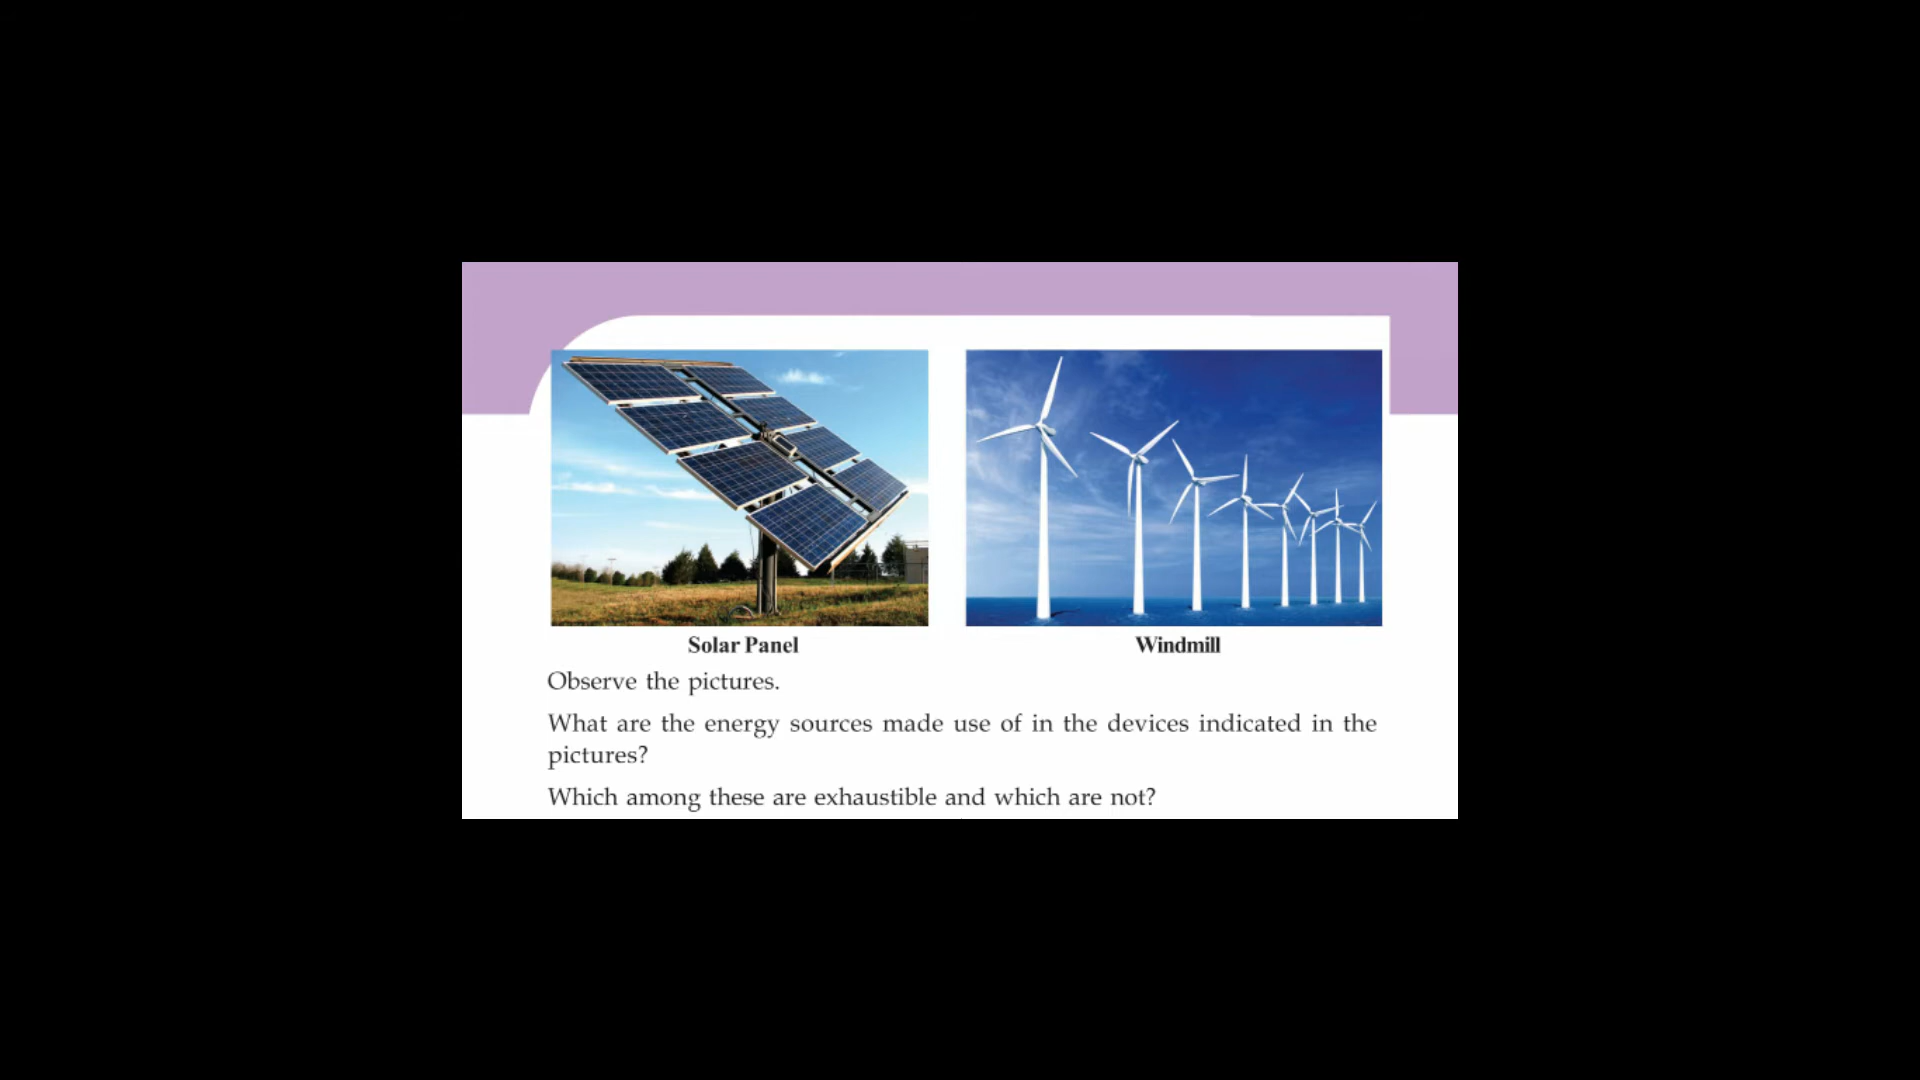 Solar Panel
Windmill
Observe the pictures.
What are the energy sources made use of in the devices indicated in the
pictures?
Which among these are exhaustible and which are not?